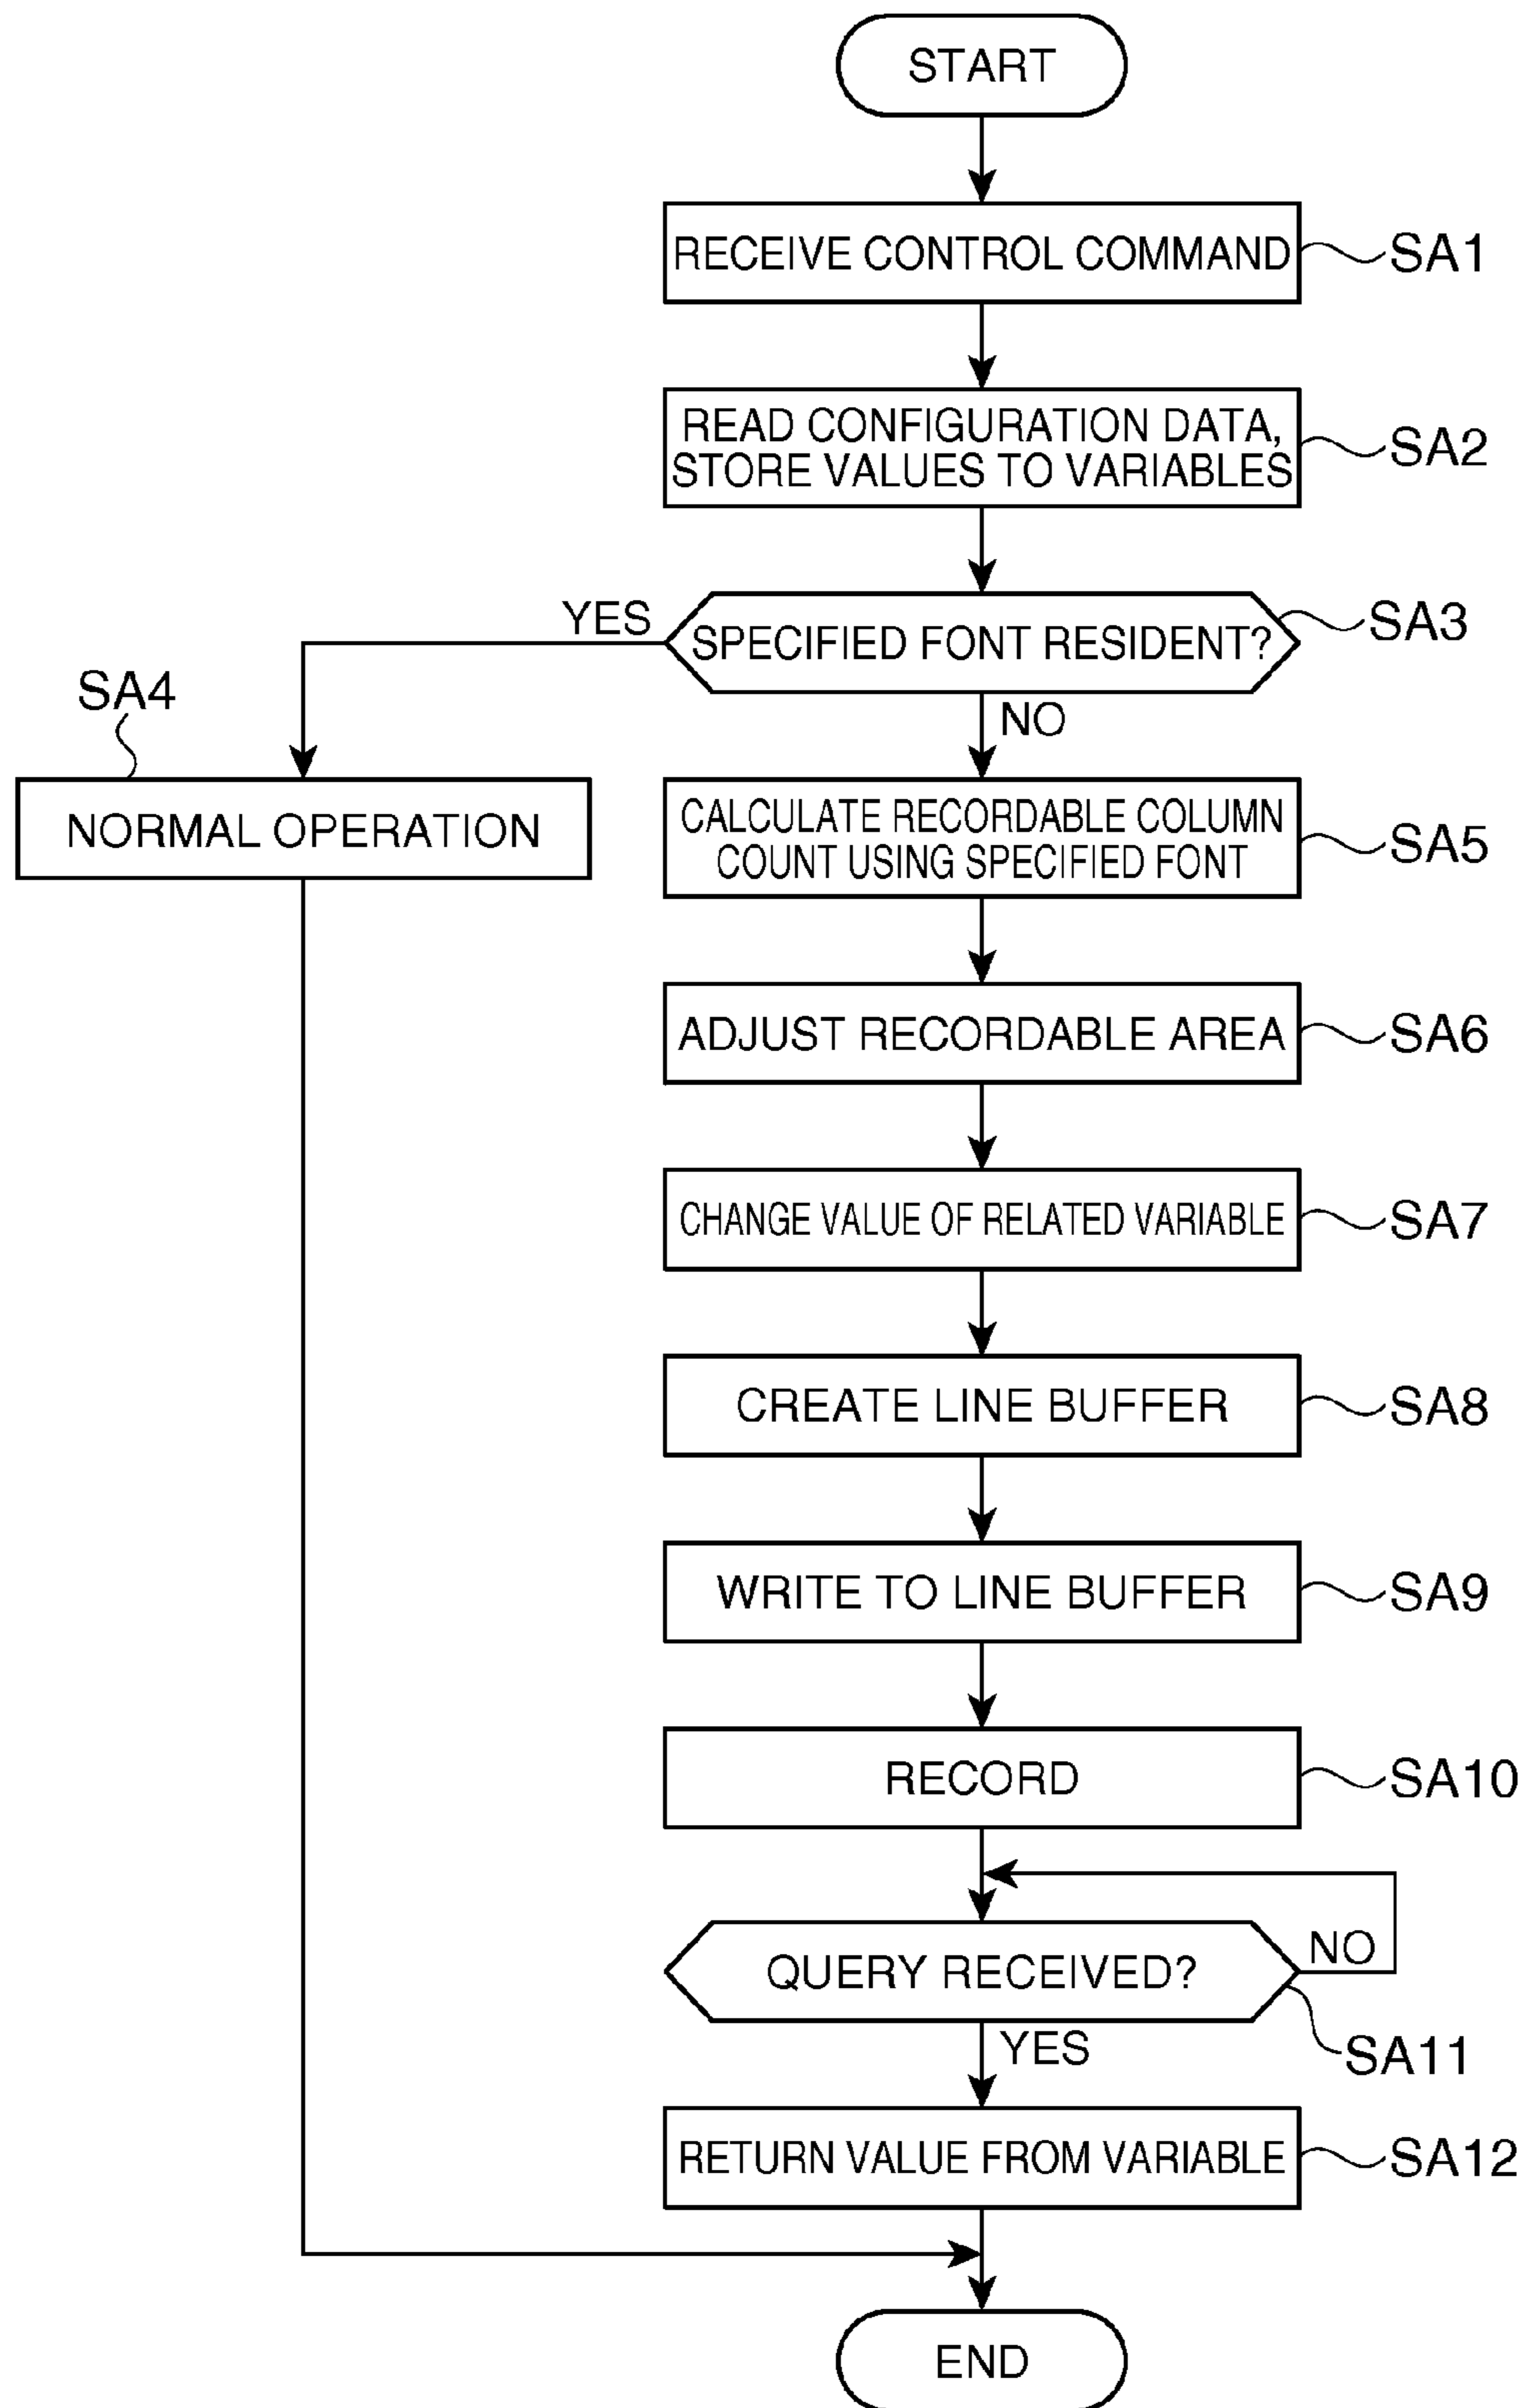 START
RECEIVE CONTROL COMMAND
SA1
READ CONFIGURATION DATA,
STORE VALUES TO VARIABLES
SA2
YES
SPECIFIED FONT RESIDENT?
SA3
NO
SA4
NORMAL OPERATION
CALCULATE RECORDABLE COLUMN
COUNT USING SPECIFIED FONT
SA5
ADJUST RECORDABLE AREA
SA6
CHANGE VALUE OF RELATED VARIABLE
SA7
CREATE LINE BUFFER
SA8
WRITE TO LINE BUFFER
SA9
RECORD
SA10
QUERY RECEIVED?
NO
SA11
YES
RETURN VALUE FROM VARIABLE
SA12
END